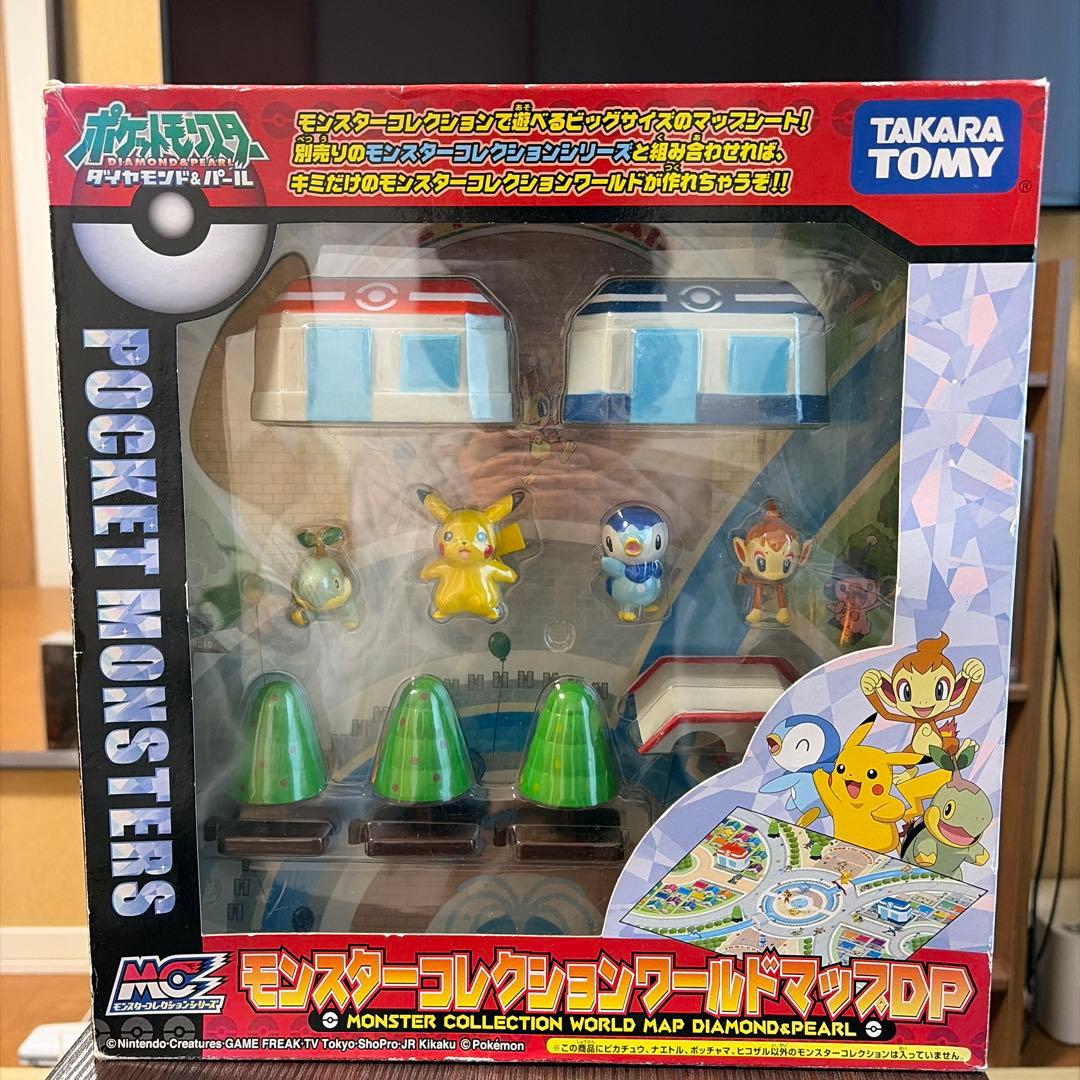 ポケットモンスター
DIAMOND&PEARL
ダイヤモンド&パール
モンスターコレクションで遊べるビッグサイズのマップシート!
別売りのモンスターコレクションシリーズと組み合わせれば、
キミだけのモンスターコレクションワールドが作れちゃうぞ!!
TAKARA
TOMY
®
POCKET MONSTERS
MC
モンスターコレクションシリーズ
モンスターコレクションワールドマップDP
MONSTER COLLECTION WORLD MAP DIAMOND&PEARL
©Nintendo・Creatures・GAME FREAK・TV Tokyo・ShoPro・JR Kikaku ©Pokémon
※この商品にピカチュウ、ナエトル、ポッチャマ、ヒコザル以外のモンスターコレクションは入っていません。